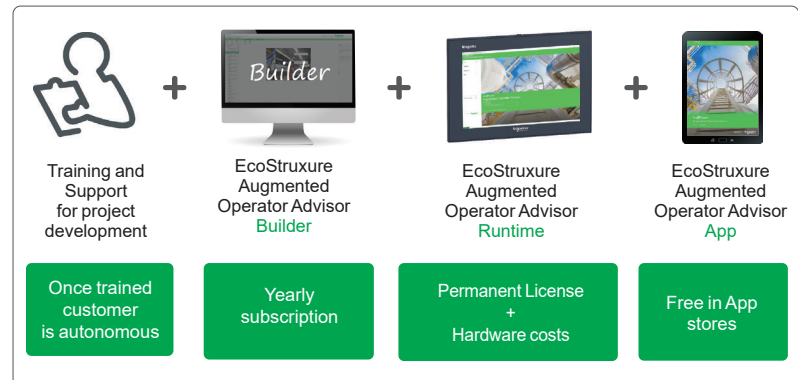 Builder
Training and
Support
for project
development
EcoStruxure
Augmented
Operator Advisor
Builder
EcoStruxure
Augmented
Operator Advisor
Runtime
EcoStruxure
Augmented
Operator Advisor
App
Once trained
customer
is autonomous
Yearly
subscription
Permanent License
+
Hardware costs
Free in App
stores